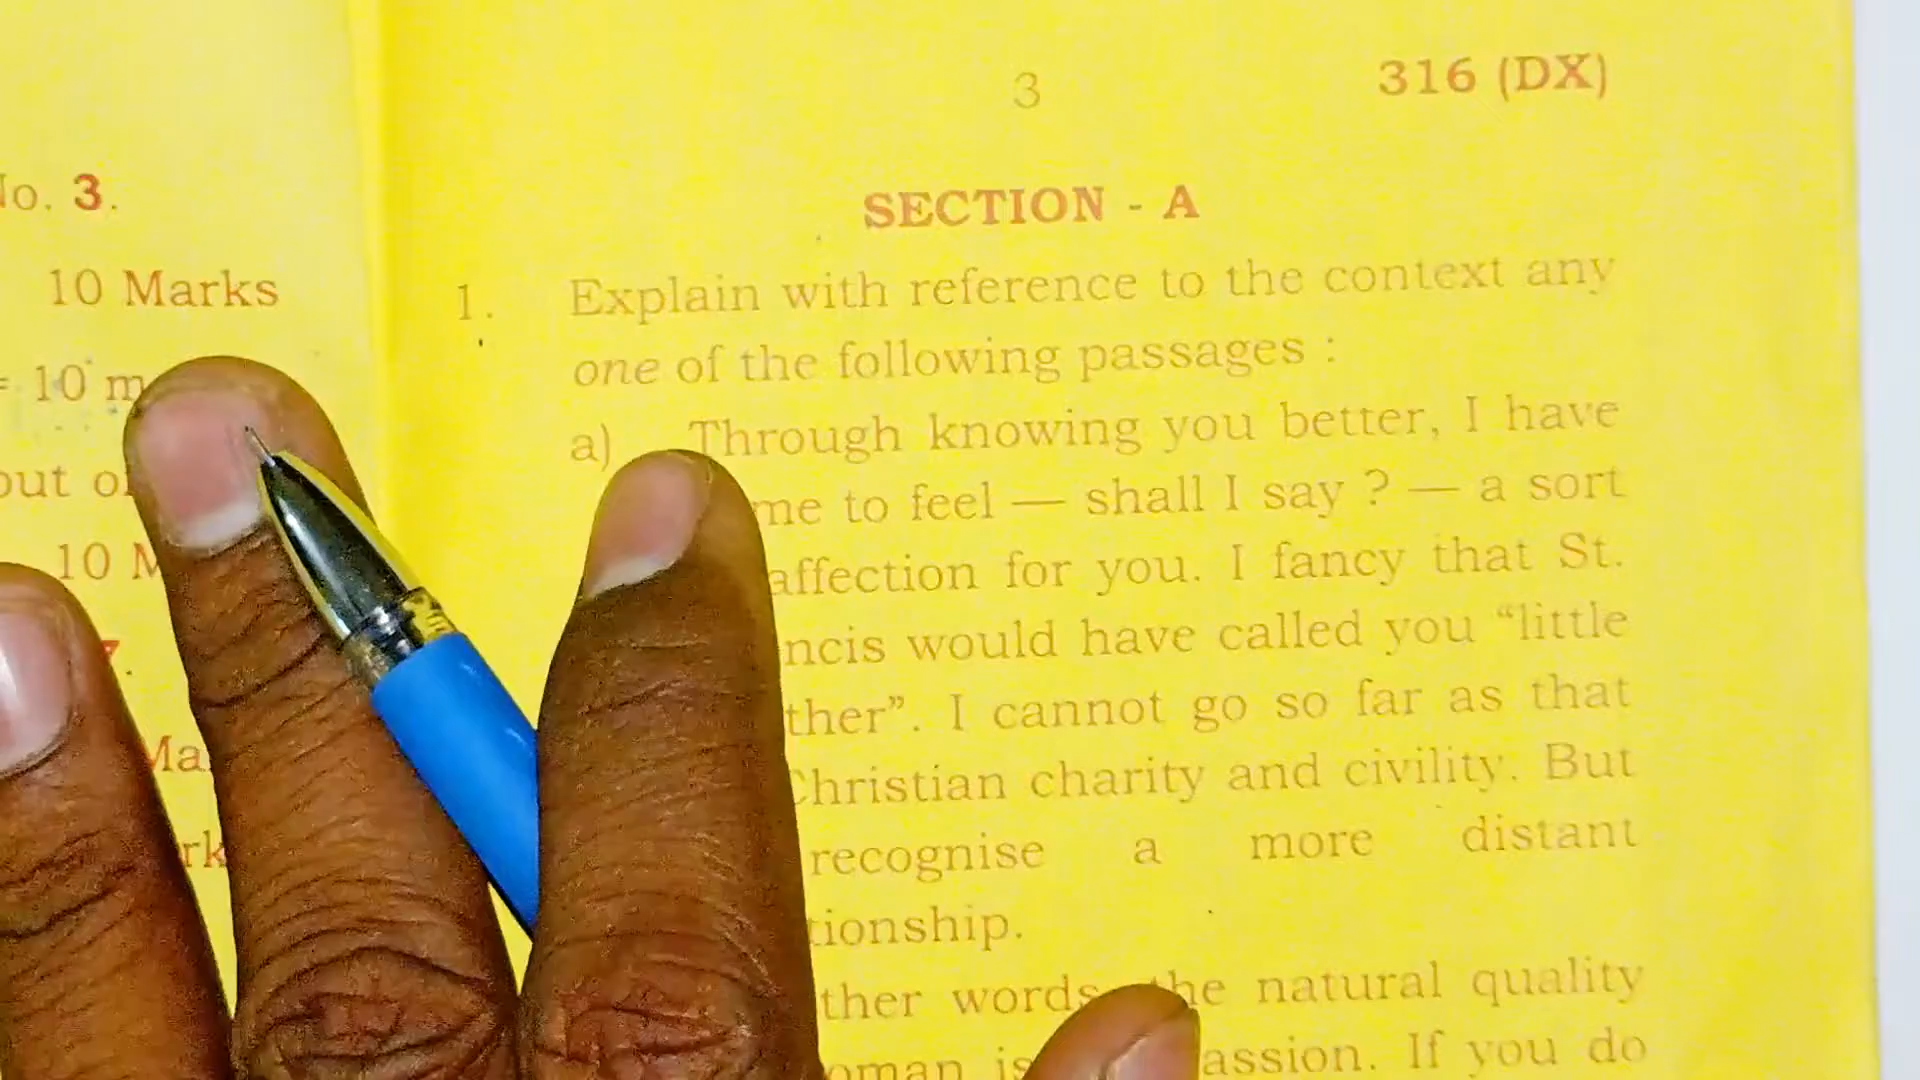 No. 3.
10 Marks
= 10
out
10
Ma
3
316 (DX)
SECTION - A
1. Explain with reference to the context any
one of the following passages :
a) Through knowing you better, I have
me to feel — shall I say ? — a sort
affection for you. I fancy that St.
ncis would have called you “little
ther”. I cannot go so far as that
Christian charity and civility. But
recognise a more distant
tionship.
ther words, the natural quality
oman is assion. If you do